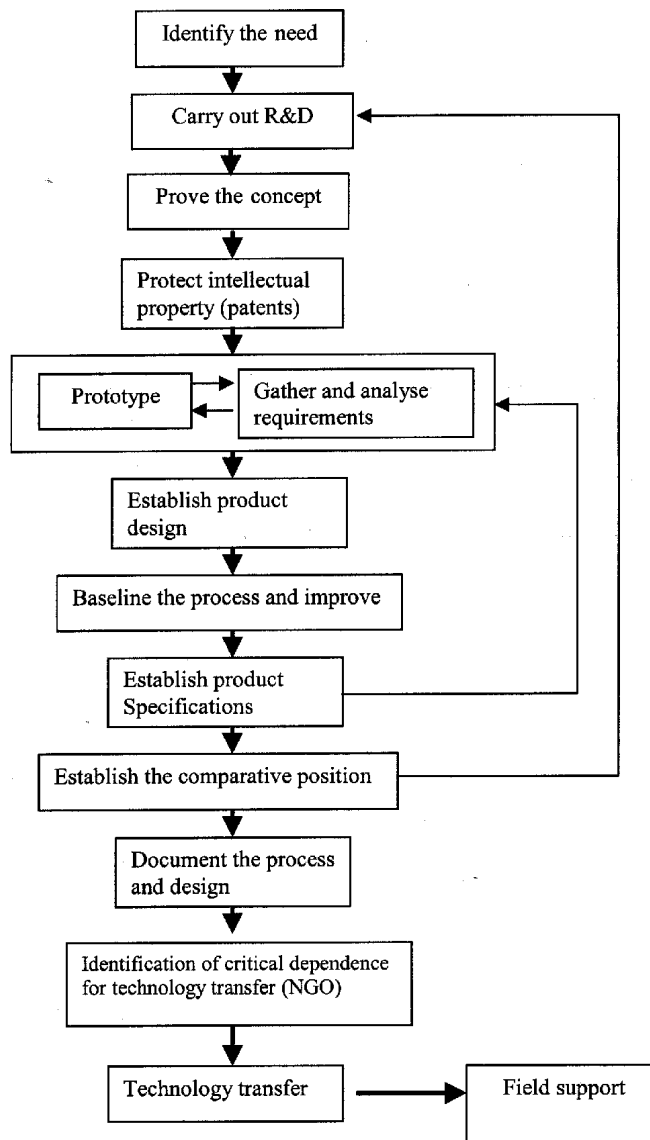 Identify the need
Carry out R&D
Prove the concept
Protect intellectual
property (patents)
Prototype
Gather and analyse
requirements
Establish product
design
Baseline the process and improve
Establish product
Specifications
Establish the comparative position
Document the process
and design
Identification of critical dependence
for technology transfer (NGO)
Technology transfer
Field support